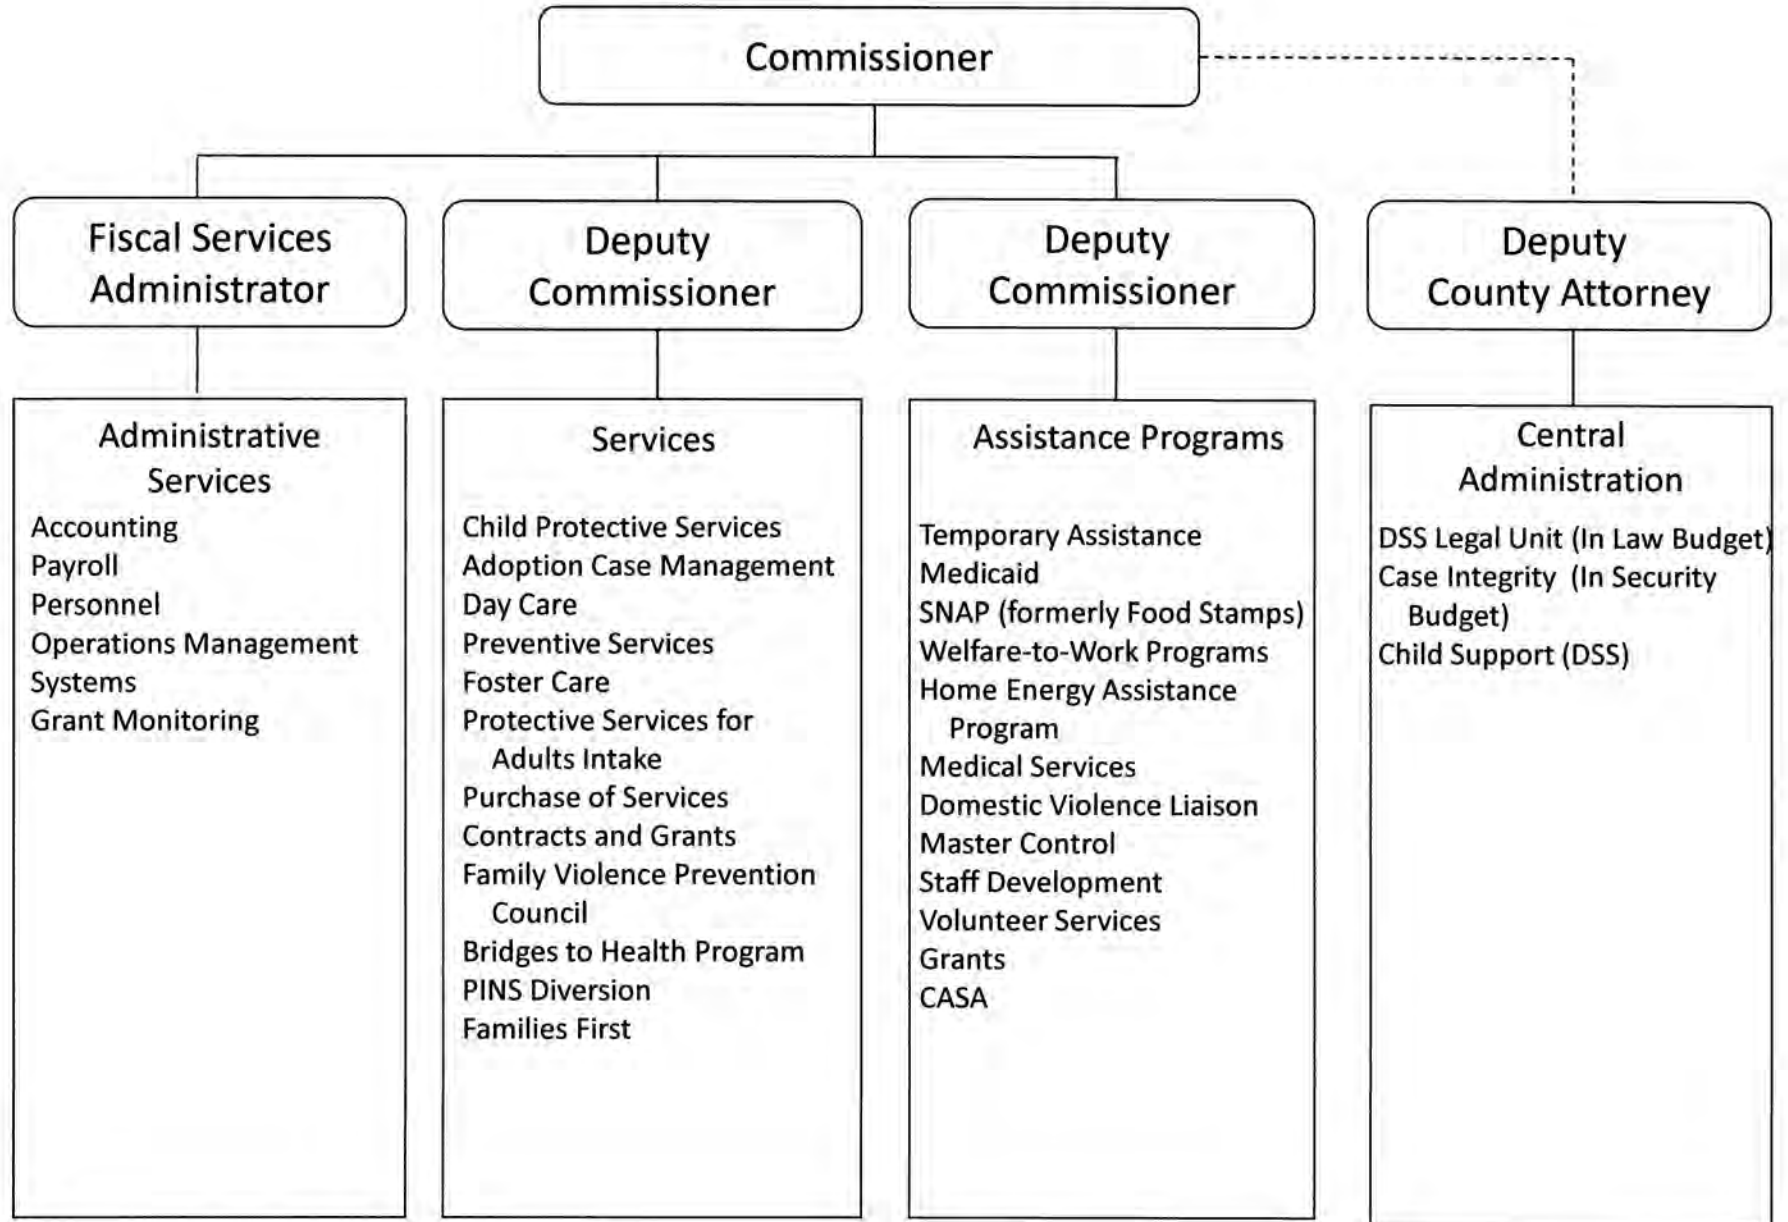 Commissioner
Fiscal Services
Administrator
Deputy
Commissioner
Deputy
Commissioner
Deputy
County Attorney
Administrative
Services
Accounting
Payroll
Personnel
Operations Management
Systems
Grant Monitoring
Services
Child Protective Services
Adoption Case Management
Day Care
Preventive Services
Foster Care
Protective Services for
Adults Intake
Purchase of Services
Contracts and Grants
Family Violence Prevention
Council
Bridges to Health Program
PINS Diversion
Families First
Assistance Programs
Temporary Assistance
Medicaid
SNAP (formerly Food Stamps)
Welfare-to-Work Programs
Home Energy Assistance
Program
Medical Services
Domestic Violence Liaison
Master Control
Staff Development
Volunteer Services
Grants
CASA
Central
Administration
DSS Legal Unit (In Law Budget)
Case Integrity (In Security
Budget)
Child Support (DSS)